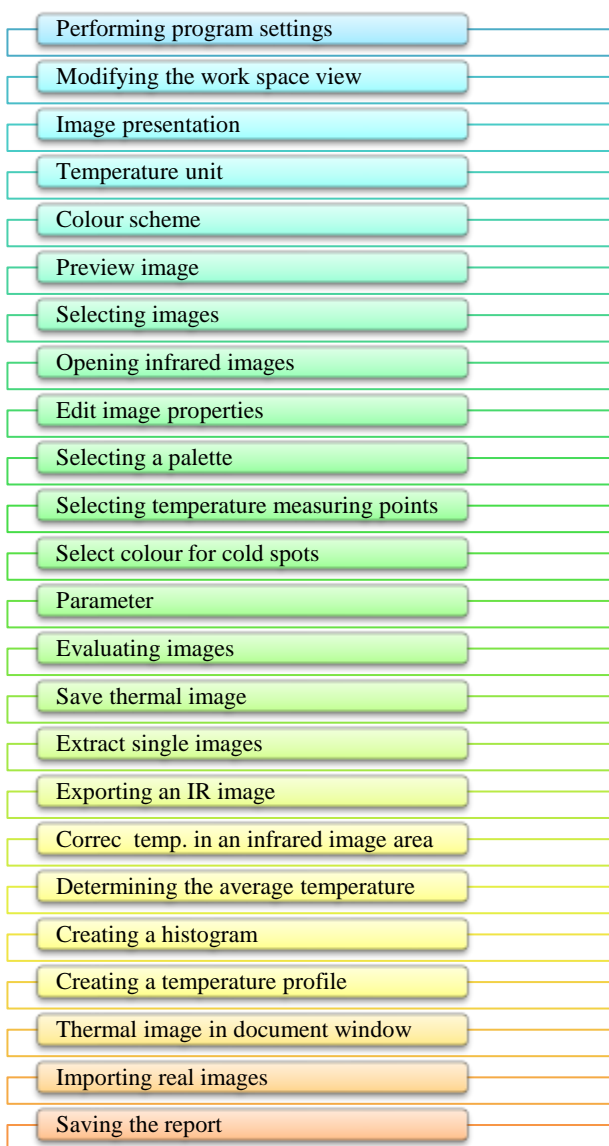 Performing program settings
Modifying the work space view
Image presentation
Temperature unit
Colour scheme
Preview image
Selecting images
Opening infrared images
Edit image properties
Selecting a palette
Selecting temperature measuring points
Select colour for cold spots
Parameter
Evaluating images
Save thermal image
Extract single images
Exporting an IR image
Correc  temp. in an infrared image area
Determining the average temperature
Creating a histogram
Creating a temperature profile
Thermal image in document window
Importing real images
Saving the report